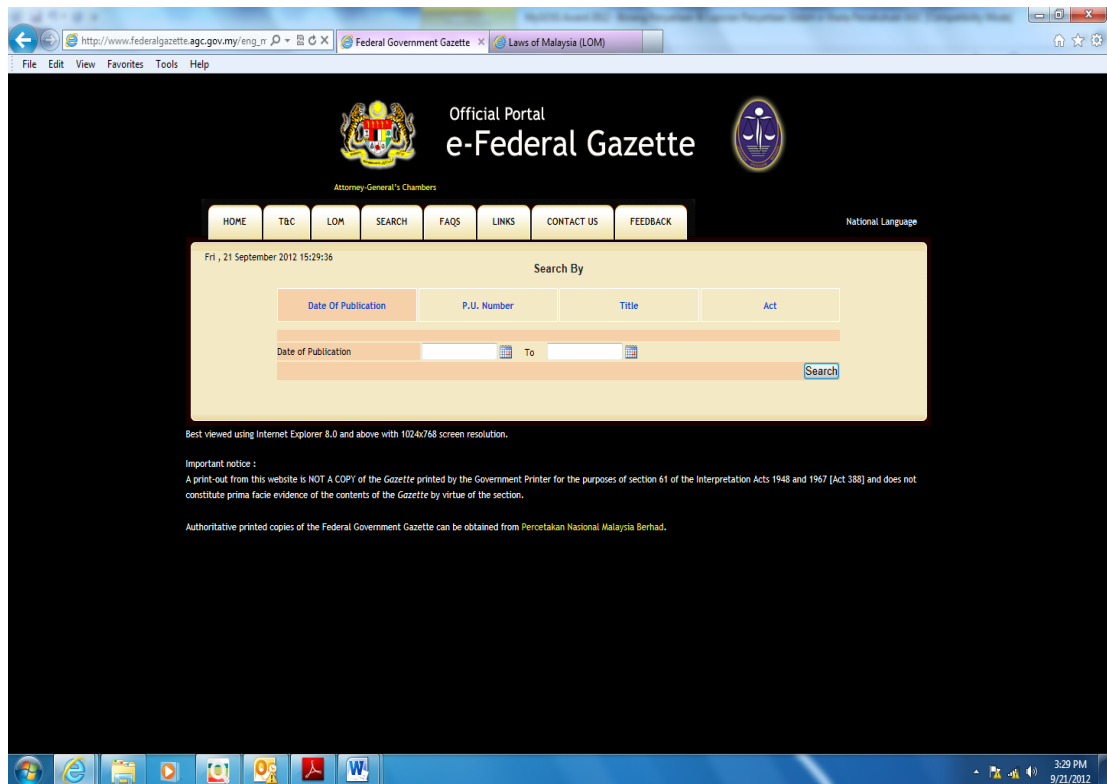 http://www.federalgazette.agc.gov.my/eng_m
Federal Government Gazette
Laws of Malaysia (LOM)
File Edit View Favorites Tools Help
Official Portal
e-Federal Gazette
Attorney-General's Chambers
HOME T&C LOM SEARCH FAQS LINKS CONTACT US FEEDBACK National Language
Fri , 21 September 2012 15:29:36
Search By
Date Of Publication P.U. Number Title Act
Date of Publication To
Search
Best viewed using Internet Explorer 8.0 and above with 1024x768 screen resolution.
Important notice :
A print-out from this website is NOT A COPY of the Gazette printed by the Government Printer for the purposes of section 61 of the Interpretation Acts 1948 and 1967 [Act 388] and does not
constitute prima facie evidence of the contents of the Gazette by virtue of the section.
Authoritative printed copies of the Federal Government Gazette can be obtained from Percetakan Nasional Malaysia Berhad.
3:29 PM
9/21/2012